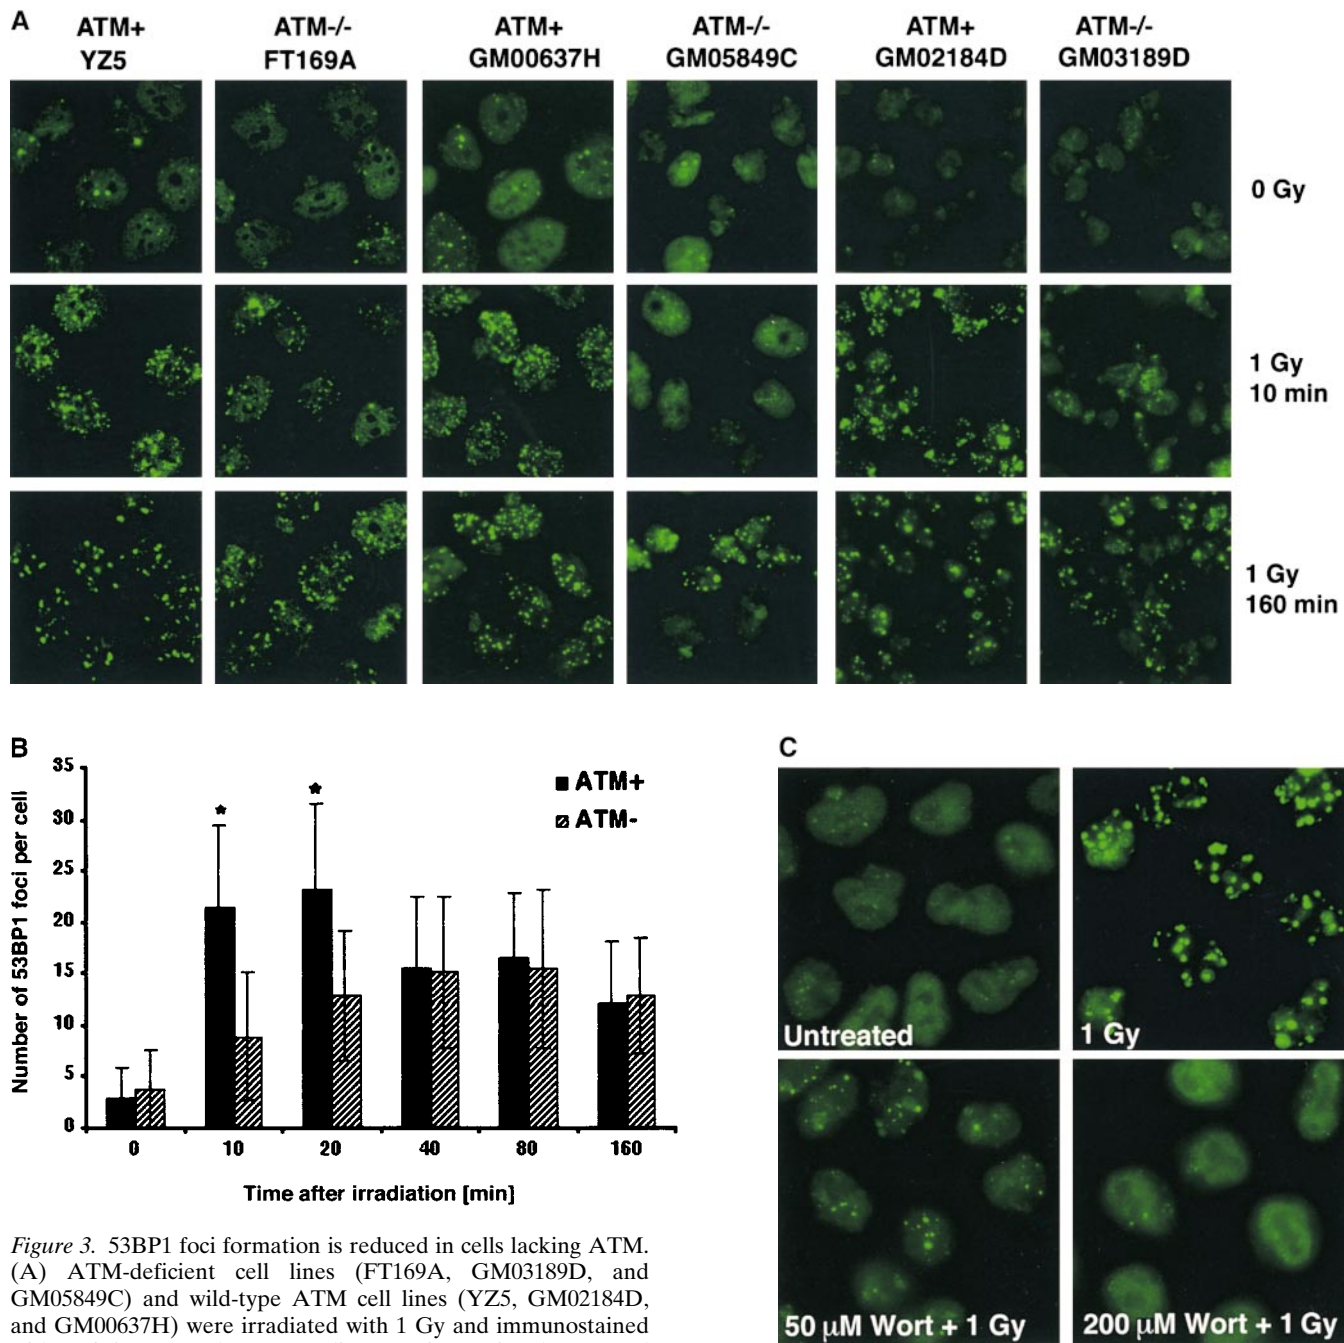 A
ATM+ ATM-/- ATM+ ATM-/- ATM+ ATM-/-
YZ5 FT169A GM00637H GM05849C GM02184D GM03189D
0 Gy
1 Gy
10 min
1 Gy
160 min
B
35
30
25
20
15
10
5
0
Number of 53BP1 foci per cell
* *
ATM+
ATM-
0 10 20 40 80 160
Time after irradiation [min]
C
Untreated
1 Gy
50 μM Wort + 1 Gy
200 μM Wort + 1 Gy
Figure 3. 53BP1 foci formation is reduced in cells lacking ATM.
(A) ATM-deficient cell lines (FT169A, GM03189D, and
GM05849C) and wild-type ATM cell lines (YZ5, GM02184D,
and GM00637H) were irradiated with 1 Gy and immunostained